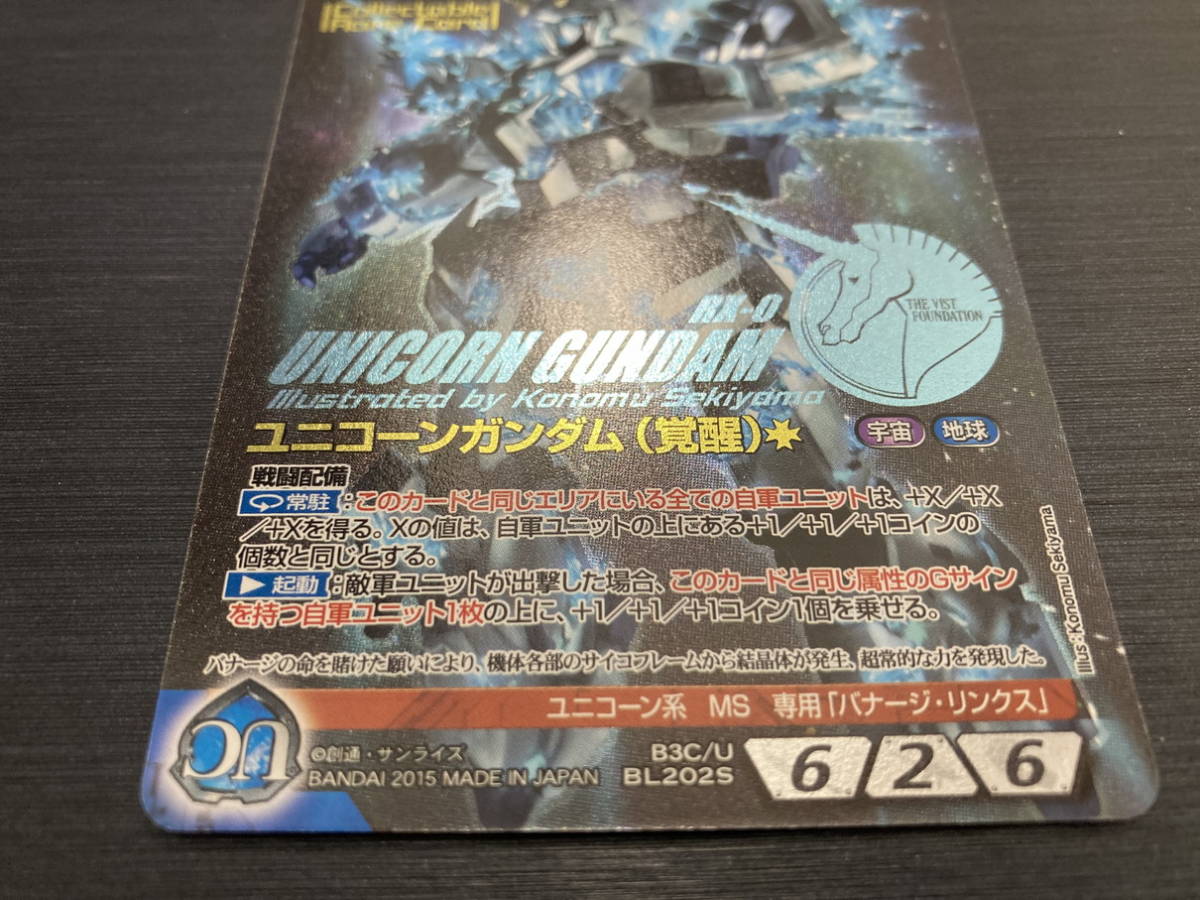 Collectable
Rare Card
RX-0
UNICORN GUNDAM
Illustrated by Konomu Sekiyama
THE VIST
FOUNDATION
ユニコーンガンダム(覚醒)
宇宙 地球
戦闘配備
常駐:このカードと同じエリアにいる全ての自軍ユニットは、+X/+X
/+Xを得る。Xの値は、自軍ユニットの上にある+1/+1/+1コインの
個数と同じとする。
起動:敵軍ユニットが出撃した場合、このカードと同じ属性のGサイン
を持つ自軍ユニット1枚の上に、+1/+1/+1コイン1個を乗せる。
Illus:Konomu Sekiyama
バナージの命を賭けた願いにより、機体各部のサイコフレームから結晶体が発生、超常的な力を発現した。
ユニコーン系 MS 専用「バナージ・リンクス」
UC
©創通・サンライズ
BANDAI 2015 MADE IN JAPAN
B3C/U
BL202S
6 2 6